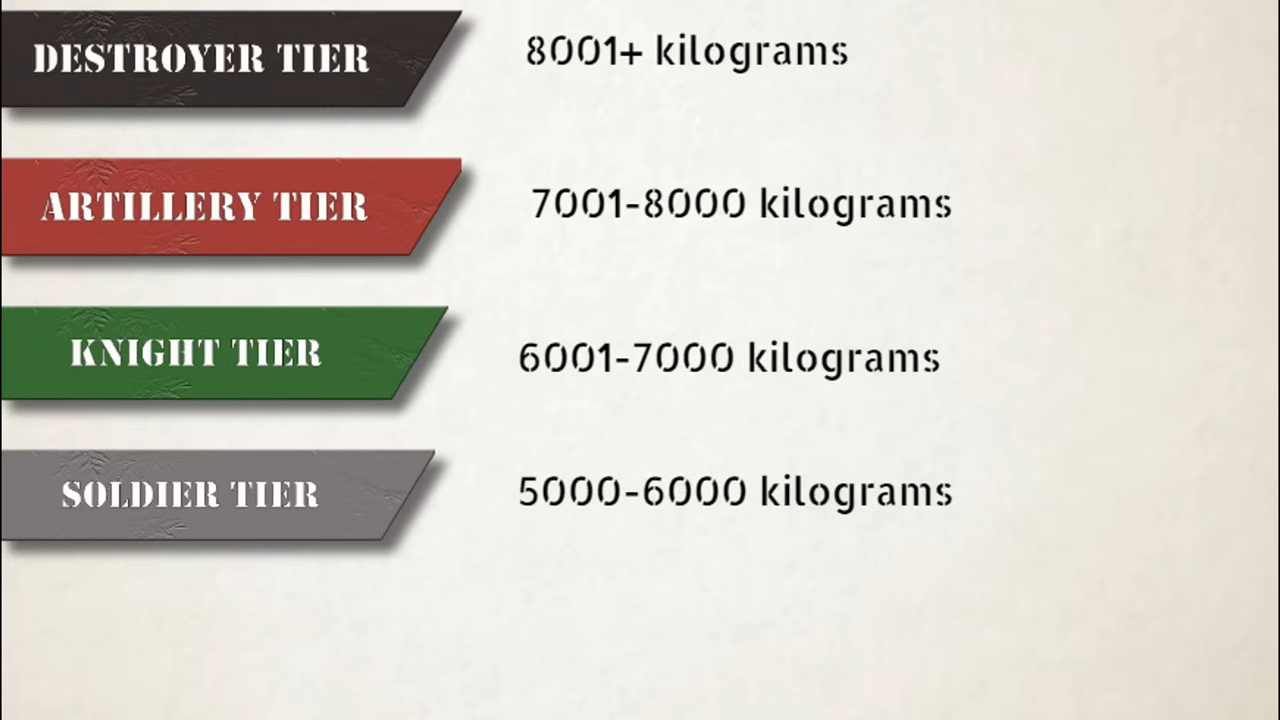 DESTROYER TIER 8001+ kilograms
ARTILLERY TIER 7001-8000 kilograms
KNIGHT TIER 6001-7000 kilograms
SOLDIER TIER 5000-6000 kilograms